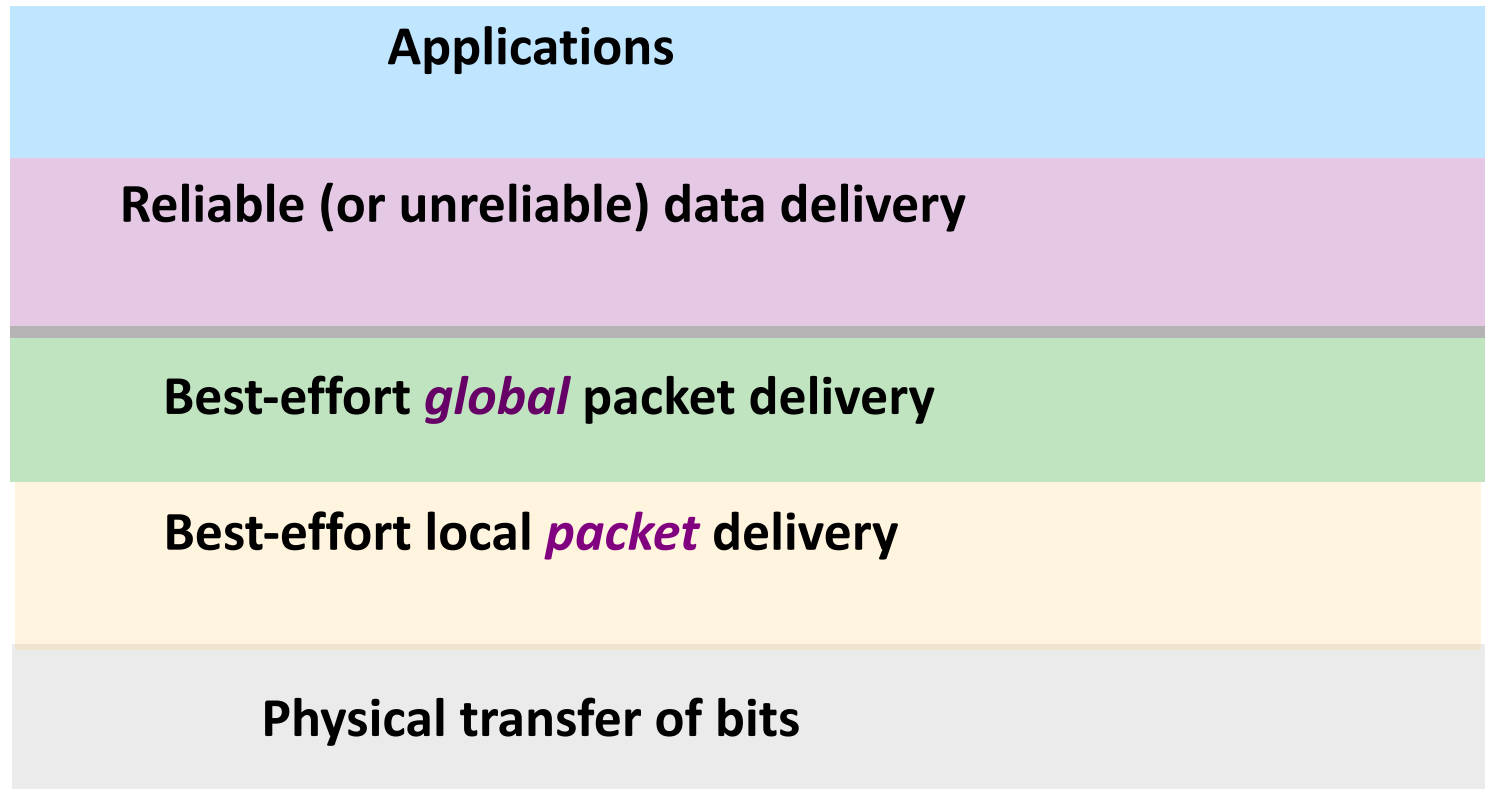 Applications
Reliable (or unreliable) data delivery
Best-effort global packet delivery
Best-effort local packet delivery
Physical transfer of bits